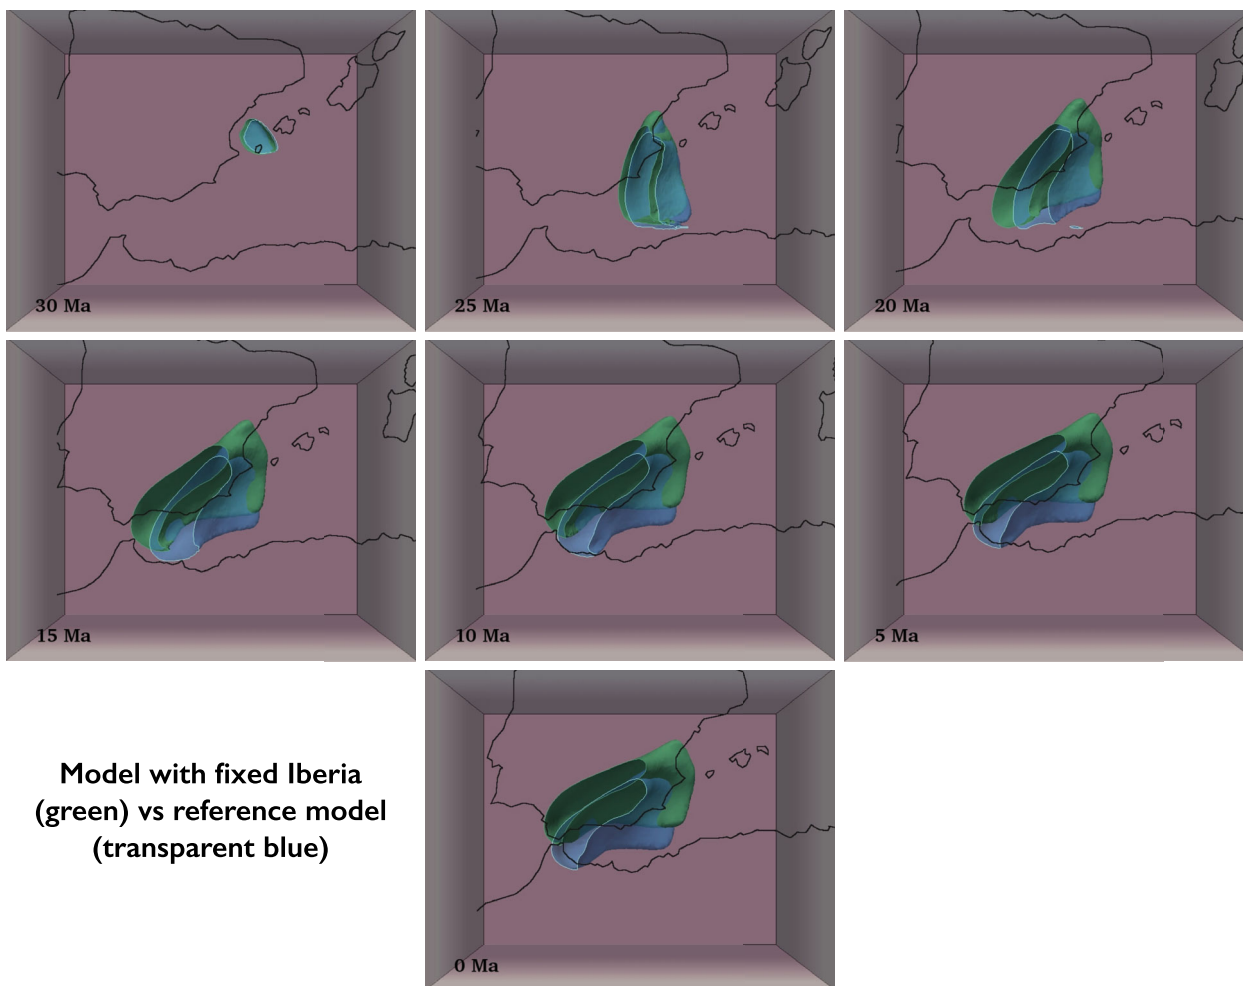 30 Ma
25 Ma
20 Ma
15 Ma
10 Ma
5 Ma
Model with fixed Iberia
(green) vs reference model
(transparent blue)
0 Ma